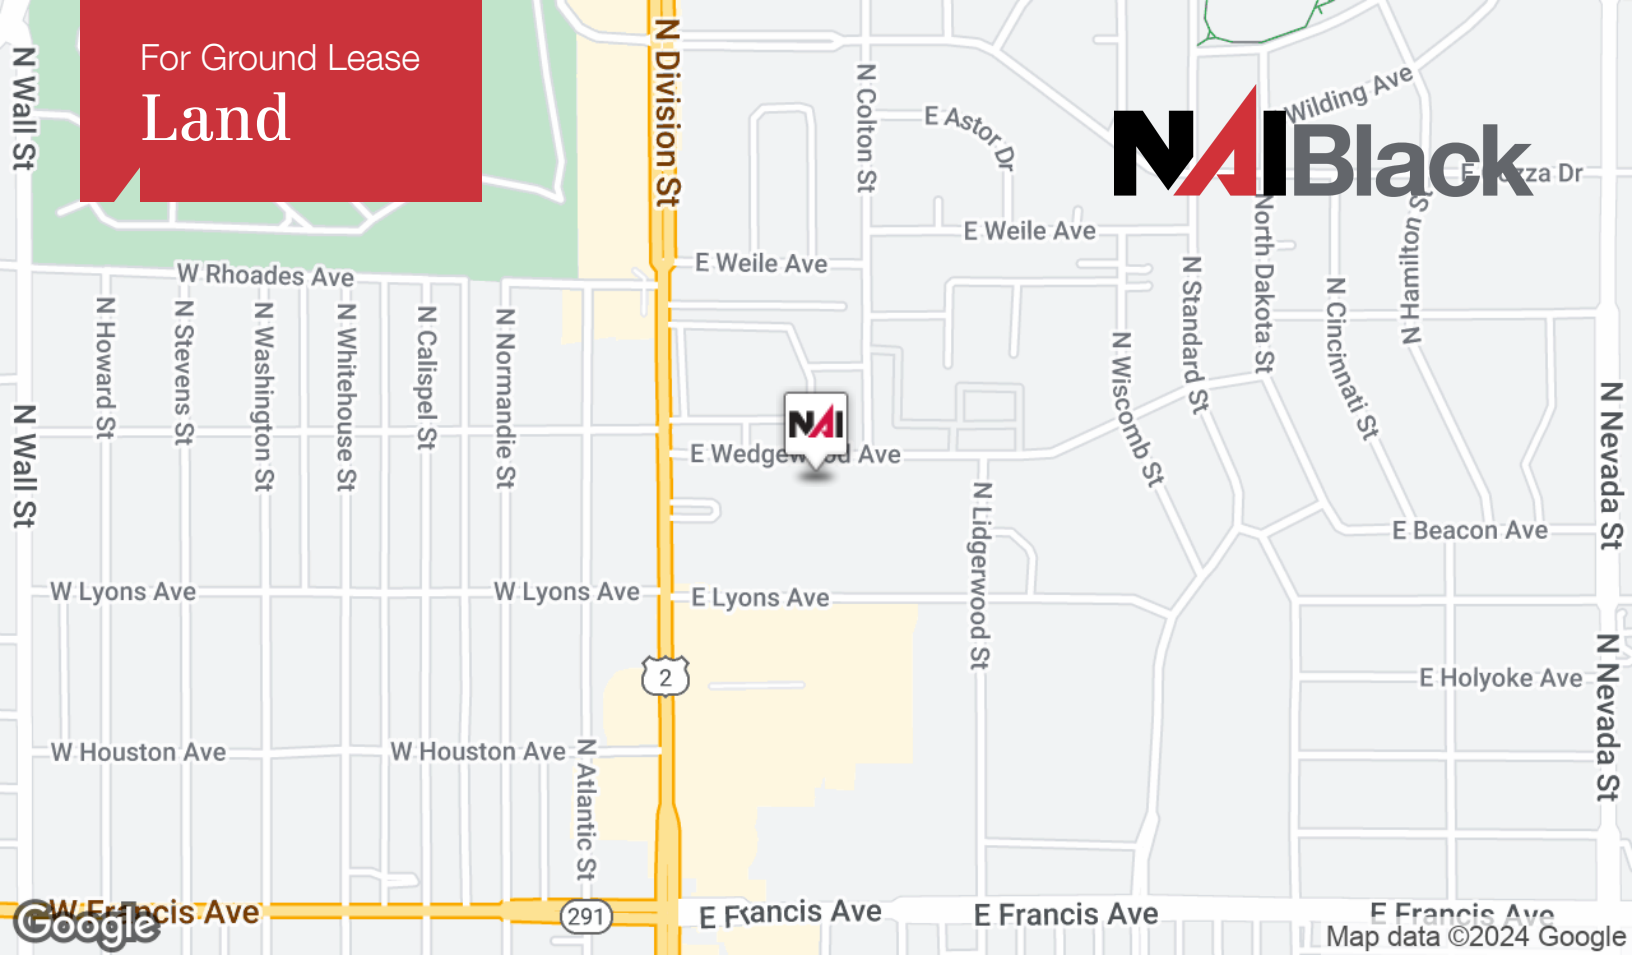 For Ground Lease
Land
NAIBlack
N Wall St
N Division St
N Colton St
E Astor Dr
Wilding Ave
E Weile Ave
E Weile Ave
W Rhoades Ave
N Howard St
N Stevens St
N Washington St
N Whitehouse St
N Calispel St
N Normandie St
N Wiscomb St
N Standard St
North Dakota St
N Cincinnati St
N Hamilton St
N Nevada St
N Wall St
NAI
E Wedgewood Ave
N Lidgerwood St
E Beacon Ave
W Lyons Ave
W Lyons Ave
E Lyons Ave
2
E Holyoke Ave
N Nevada St
W Houston Ave
W Houston Ave
N Atlantic St
W Francis Ave
291
E Francis Ave
E Francis Ave
E Francis Ave
Google
Map data ©2024 Google